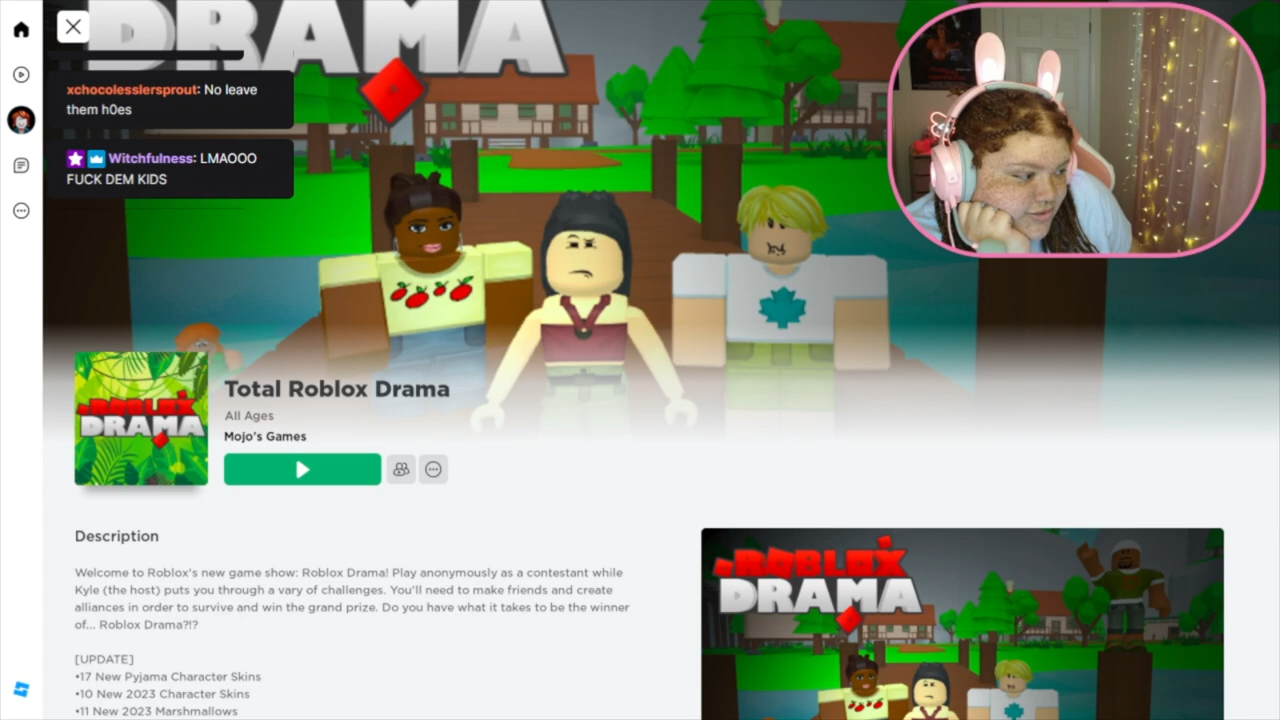 DRAMA
xchocolesslersprout: No leave
them h0es
Witchfulness: LMAOOO
FUCK DEM KIDS
ROBLOX
DRAMA
Total Roblox Drama
All Ages
Mojo's Games
Description
Welcome to Roblox's new game show: Roblox Drama! Play anonymously as a contestant while
Kyle (the host) puts you through a vary of challenges. You'll need to make friends and create
alliances in order to survive and win the grand prize. Do you have what it takes to be the winner
of... Roblox Drama?!?
[UPDATE]
•17 New Pyjama Character Skins
•10 New 2023 Character Skins
•11 New 2023 Marshmallows
ROBLOX
DRAMA